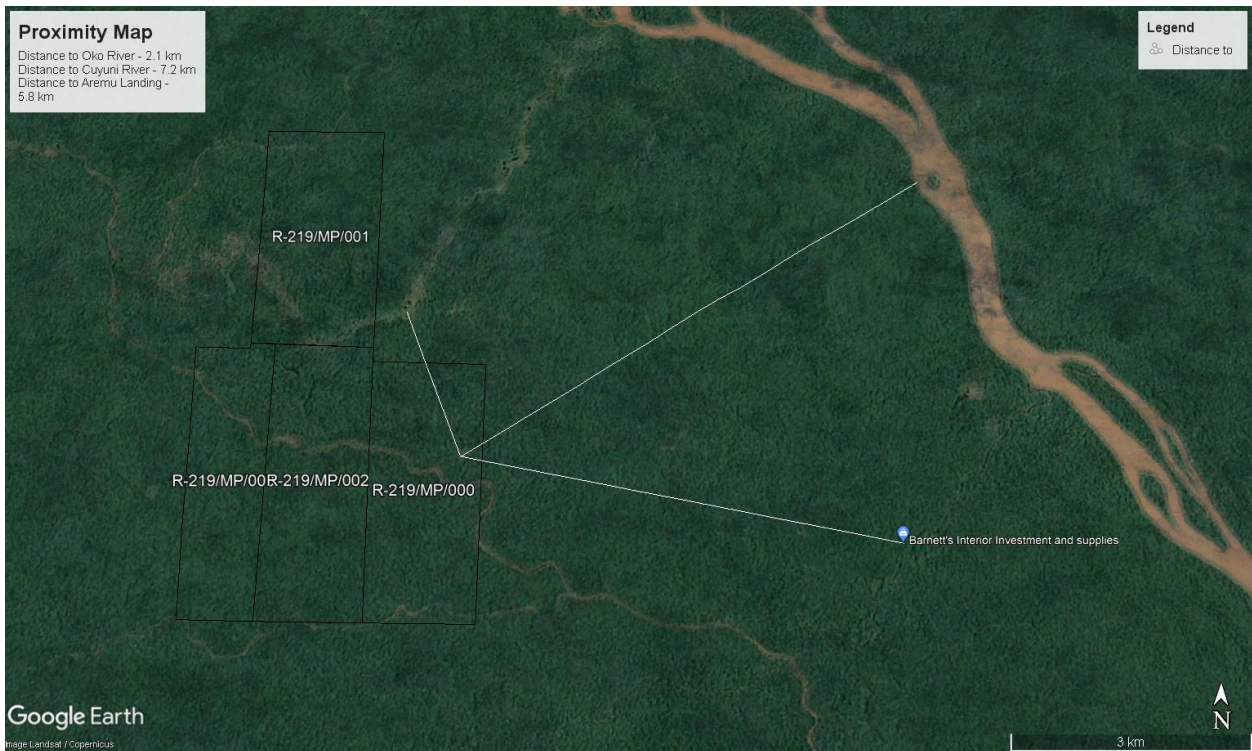 Proximity Map
Distance to Oko River - 2.1 km
Distance to Cuyuni River - 7.2 km
Distance to Aremu Landing -
5.8 km
Legend
Distance to
R-219/MP/001
R-219/MP/00
R-219/MP/002
R-219/MP/000
Barnett's Interior Investment and supplies
Google Earth
Image Landsat / Copernicus
N
3 km